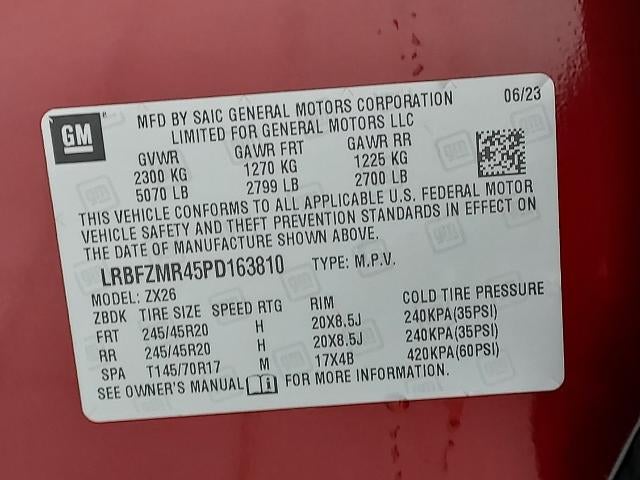 GM
MFD BY SAIC GENERAL MOTORS CORPORATION 06/23
LIMITED FOR GENERAL MOTORS LLC
GVWR GAWR FRT GAWR RR
2300 KG 1270 KG 1225 KG
5070 LB 2799 LB 2700 LB
THIS VEHICLE CONFORMS TO ALL APPLICABLE U.S. FEDERAL MOTOR
VEHICLE SAFETY AND THEFT PREVENTION STANDARDS IN EFFECT ON
THE DATE OF MANUFACTURE SHOWN ABOVE.
LRBFZMR45PD163810 TYPE: M.P.V.
MODEL: ZX26
ZBDK TIRE SIZE SPEED RTG RIM COLD TIRE PRESSURE
FRT 245/45R20 H 20X8.5J 240KPA(35PSI)
RR 245/45R20 H 20X8.5J 240KPA(35PSI)
SPA T145/70R17 M 17X4B 420KPA(60PSI)
SEE OWNER'S MANUAL FOR MORE INFORMATION.